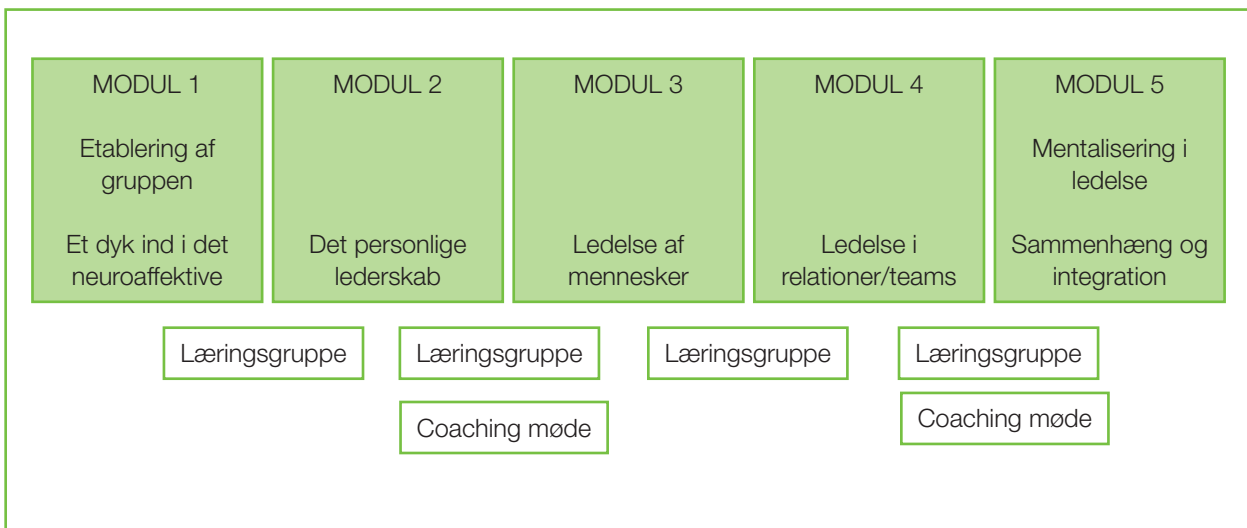 MODUL 1
Etablering af
gruppen
Et dyk ind i det
neuroaffektive
MODUL 2
Det personlige
lederskab
MODUL 3
Ledelse af
mennesker
MODUL 4
Ledelse i
relationer/teams
MODUL 5
Mentalisering i
ledelse
Sammenhæng og
integration
Læringsgruppe
Læringsgruppe
Læringsgruppe
Læringsgruppe
Coaching møde
Coaching møde